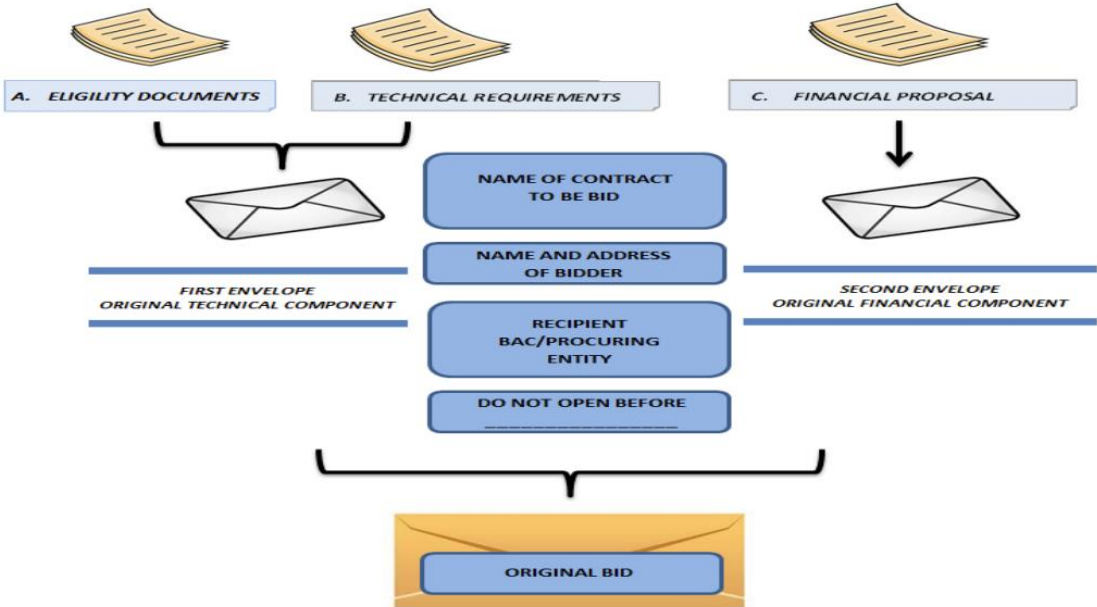 A. ELIGILITY DOCUMENTS
B. TECHNICAL REQUIREMENTS
C. FINANCIAL PROPOSAL
NAME OF CONTRACT
TO BE BID
NAME AND ADDRESS
OF BIDDER
FIRST ENVELOPE
ORIGINAL TECHNICAL COMPONENT
SECOND ENVELOPE
ORIGINAL FINANCIAL COMPONENT
RECIPIENT
BAC/PROCURING
ENTITY
DO NOT OPEN BEFORE
________________
ORIGINAL BID